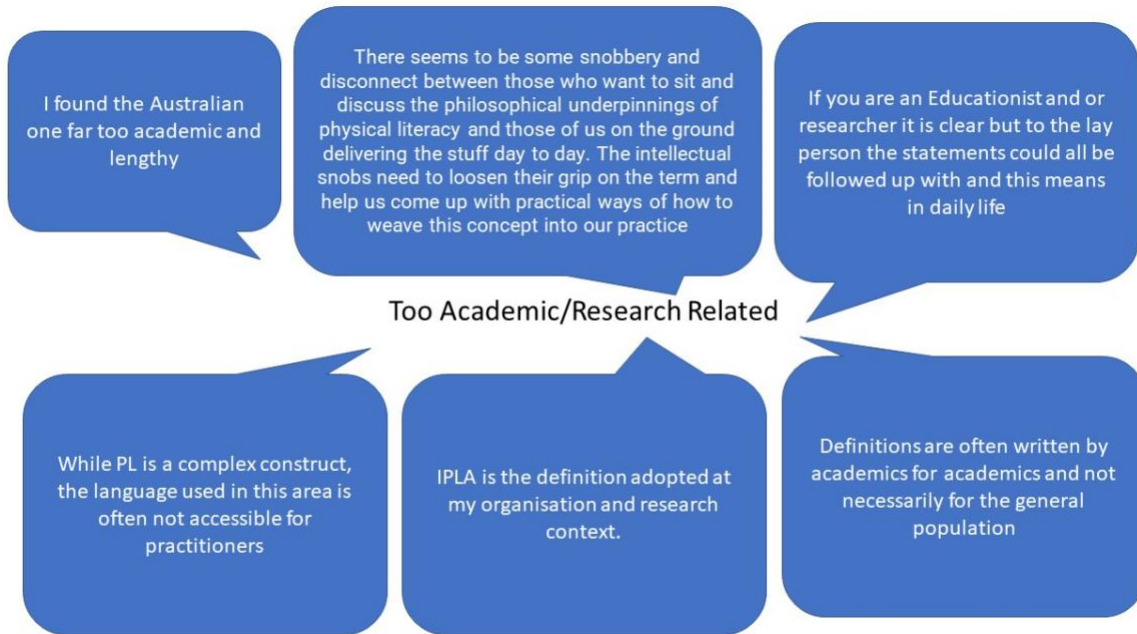 I found the Australian
one far too academic and
lengthy
There seems to be some snobbery and
disconnect between those who want to sit and
discuss the philosophical underpinnings of
physical literacy and those of us on the ground
delivering the stuff day to day. The intellectual
snobs need to loosen their grip on the term and
help us come up with practical ways of how to
weave this concept into our practice
If you are an Educationist and or
researcher it is clear but to the lay
person the statements could all be
followed up with and this means
in daily life
Too Academic/Research Related
While PL is a complex construct,
the language used in this area is
often not accessible for
practitioners
IPLA is the definition adopted at
my organisation and research
context.
Definitions are often written by
academics for academics and not
necessarily for the general
population